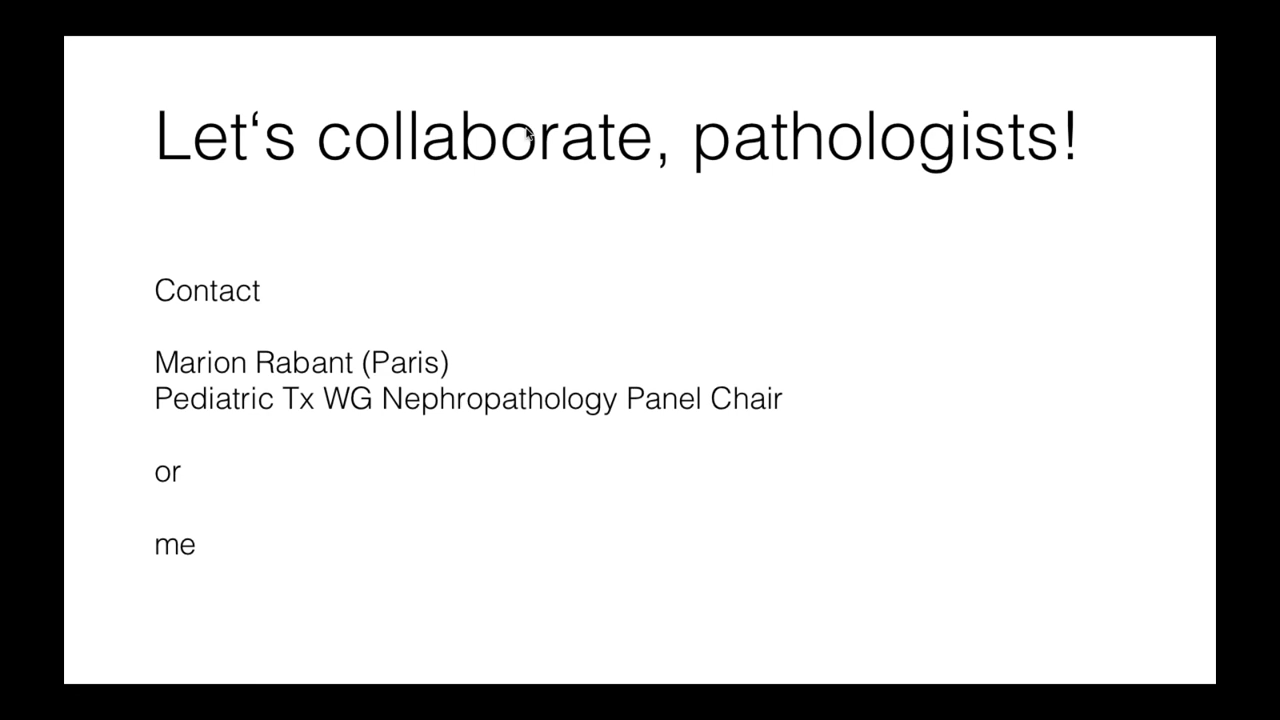 Let‘s collaborate, pathologists!
Contact
Marion Rabant (Paris)
Pediatric Tx WG Nephropathology Panel Chair
or
me